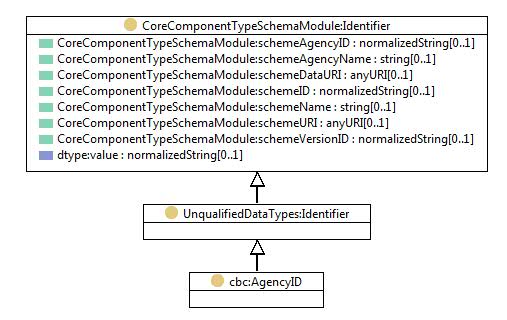 CoreComponentTypeSchemaModule:Identifier
CoreComponentTypeSchemaModule:schemeAgencyID : normalizedString[0..1]
CoreComponentTypeSchemaModule:schemeAgencyName : string[0..1]
CoreComponentTypeSchemaModule:schemeDataURI : anyURI[0..1]
CoreComponentTypeSchemaModule:schemeID : normalizedString[0..1]
CoreComponentTypeSchemaModule:schemeName : string[0..1]
CoreComponentTypeSchemaModule:schemeURI : anyURI[0..1]
CoreComponentTypeSchemaModule:schemeVersionID : normalizedString[0..1]
dtype:value : normalizedString[0..1]
UnqualifiedDataTypes:Identifier
cbc:AgencyID